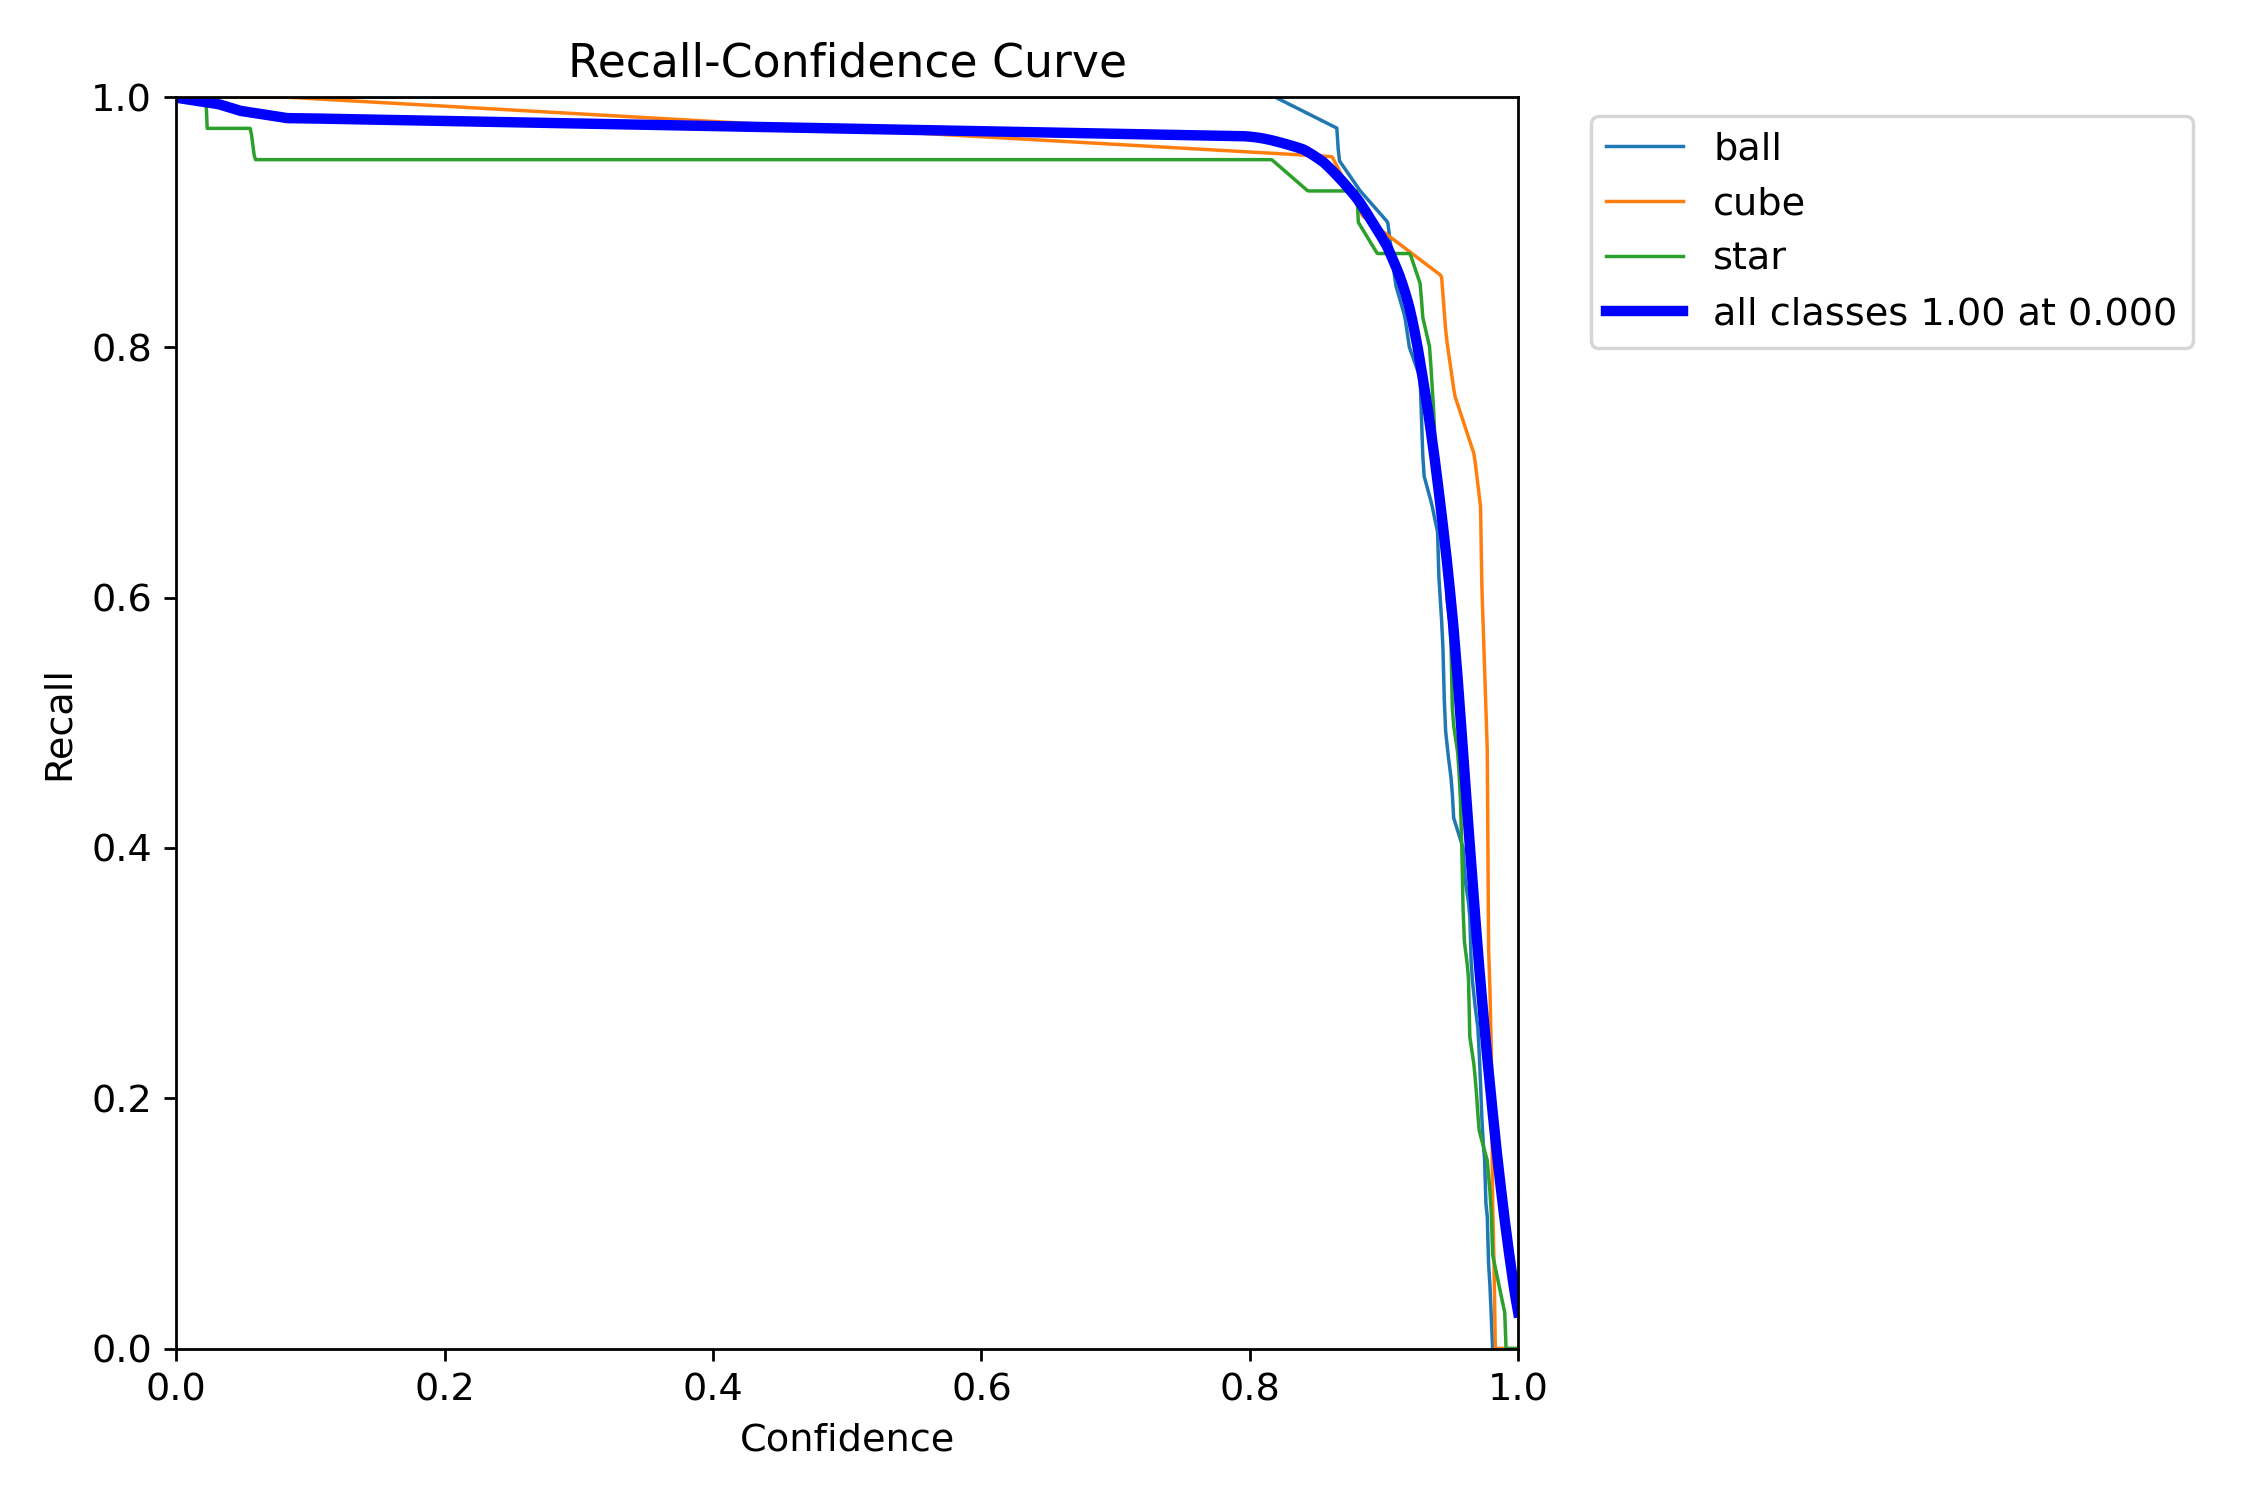 Recall-Confidence Curve
1.0
0.8
0.6
0.4
0.2
0.0
Recall
0.0 0.2 0.4 0.6 0.8 1.0
Confidence
ball
cube
star
all classes 1.00 at 0.000